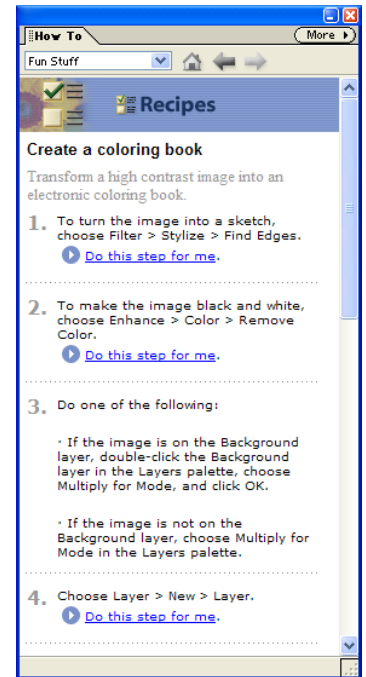 How To
More
Fun Stuff
Recipes
Create a coloring book
Transform a high contrast image into an
electronic coloring book.
1. To turn the image into a sketch,
choose Filter > Stylize > Find Edges.
Do this step for me.
2. To make the image black and white,
choose Enhance > Color > Remove
Color.
Do this step for me.
3. Do one of the following:
· If the image is on the Background
layer, double-click the Background
layer in the Layers palette, choose
Multiply for Mode, and click OK.
· If the image is not on the
Background layer, choose Multiply for
Mode in the Layers palette.
4. Choose Layer > New > Layer.
Do this step for me.